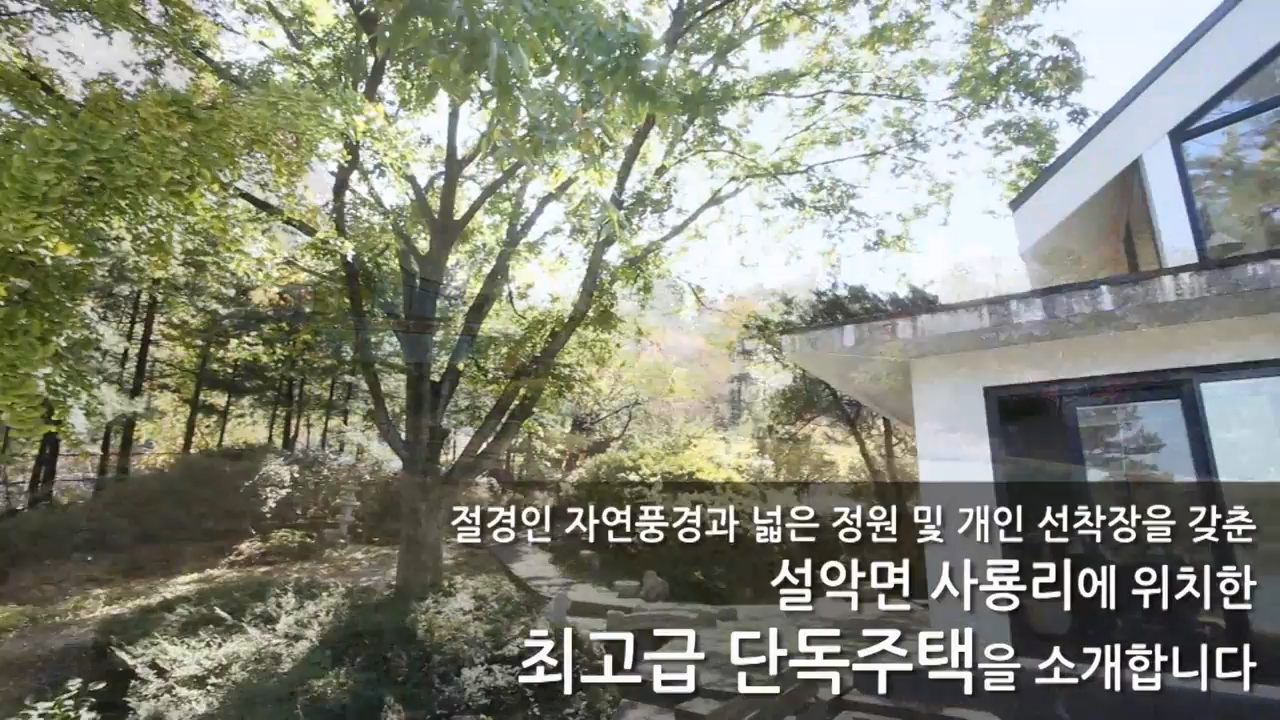 절경인 자연풍경과 넓은 정원 및 개인 선착장을 갖춘
설악면 사룡리에 위치한
최고급 단독주택을 소개합니다